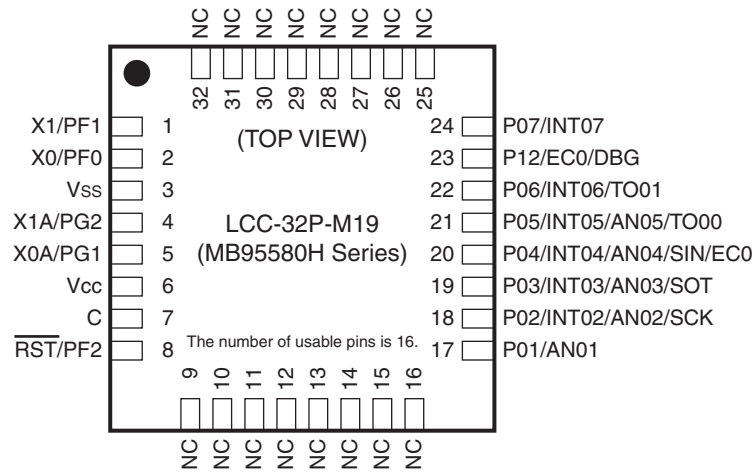 NC NC NC NC NC NC NC NC
32 31 30 29 28 27 26 25
X1/PF1 1 (TOP VIEW) 24 P07/INT07
X0/PF0 2 23 P12/EC0/DBG
Vss 3 22 P06/INT06/TO01
X1A/PG2 4 LCC-32P-M19 21 P05/INT05/AN05/TO00
X0A/PG1 5 (MB95580H Series) 20 P04/INT04/AN04/SIN/EC0
Vcc 6 19 P03/INT03/AN03/SOT
C 7 18 P02/INT02/AN02/SCK
RST/PF2 8 The number of usable pins is 16. 17 P01/AN01
9 10 11 12 13 14 15 16
NC NC NC NC NC NC NC NC